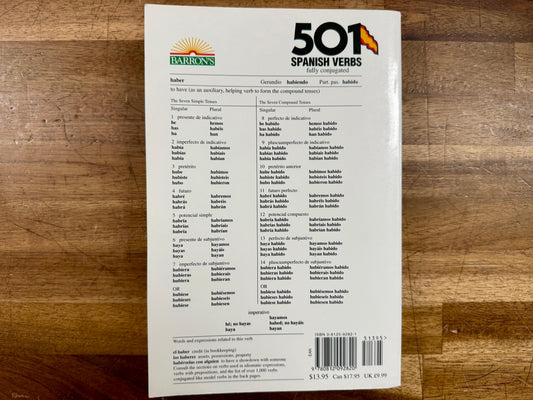 BARRON'S
501
SPANISH VERBS
fully conjugated
haber Gerundio habiendo Part. pas. habido
to have (as an auxiliary, helping verb to form the compound tenses)
The Seven Simple Tenses The Seven Compound Tenses
Singular Plural Singular Plural
1 presente de indicativo 8 perfecto de indicativo
he hemos he habido hemos habido
has habéis has habido habéis habido
ha han ha habido han habido
2 imperfecto de indicativo 9 pluscuamperfecto de indicativo
había habíamos había habido habíamos habido
habías habíais habías habido habíais habido
había habían había habido habían habido
3 pretérito 10 pretérito anterior
hube hubimos hube habido hubimos habido
hubiste hubisteis hubiste habido hubisteis habido
hubo hubieron hubo habido hubieron habido
4 futuro 11 futuro perfecto
habré habremos habré habido habremos habido
habrás habréis habrás habido habréis habido
habrá habrán habrá habido habrán habido
5 potencial simple 12 potencial compuesto
habría habríamos habría habido habríamos habido
habrías habríais habrías habido habríais habido
habría habrían habría habido habrían habido
6 presente de subjuntivo 13 perfecto de subjuntivo
haya hayamos haya habido hayamos habido
hayas hayáis hayas habido hayáis habido
haya hayan haya habido hayan habido
7 imperfecto de subjuntivo 14 pluscuamperfecto de subjuntivo
hubiera hubiéramos hubiera habido hubiéramos habido
hubieras hubierais hubieras habido hubierais habido
hubiera hubieran hubiera habido hubieran habido
OR OR
hubiese hubiésemos hubiese habido hubiésemos habido
hubieses hubieseis hubieses habido hubieseis habido
hubiese hubiesen hubiese habido hubiesen habido
imperativo
hayamos
hé; no hayas habed; no hayáis
haya hayan
Words and expressions related to this verb
el haber credit (in bookkeeping)
los haberes assets, possessions, property
habérselas con alguien to have a showdown with someone
Consult the sections on verbs used in idiomatic expressions,
verbs with prepositions, and the list of over 1,000 verbs
conjugated like model verbs in the back pages.
ISBN 0-8120-9282-1
EAN
51395
9 780812 092820
$13.95 Can $17.95 UK £9.99